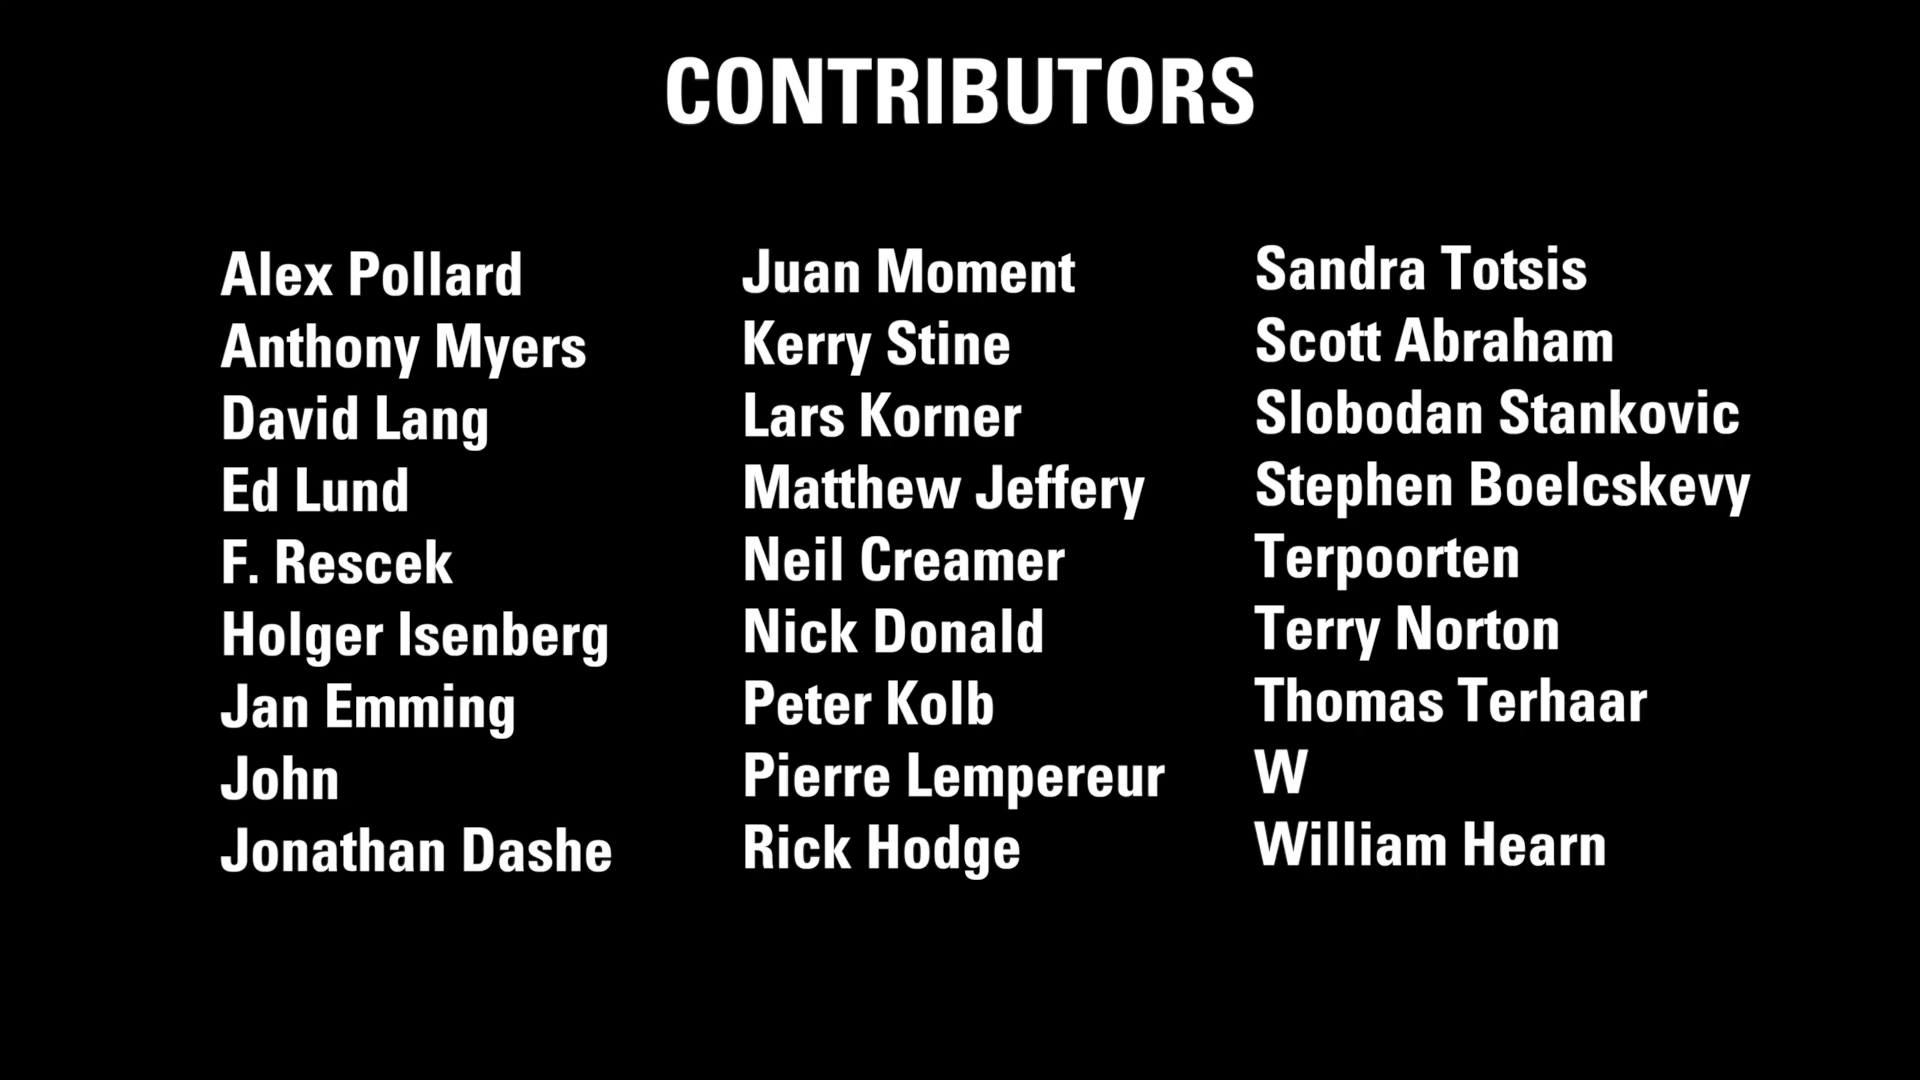 CONTRIBUTORS
Alex Pollard
Anthony Myers
David Lang
Ed Lund
F. Rescek
Holger Isenberg
Jan Emming
John
Jonathan Dashe
Juan Moment
Kerry Stine
Lars Korner
Matthew Jeffery
Neil Creamer
Nick Donald
Peter Kolb
Pierre Lempereur
Rick Hodge
Sandra Totsis
Scott Abraham
Slobodan Stankovic
Stephen Boelcskevy
Terpoorten
Terry Norton
Thomas Terhaar
W
William Hearn